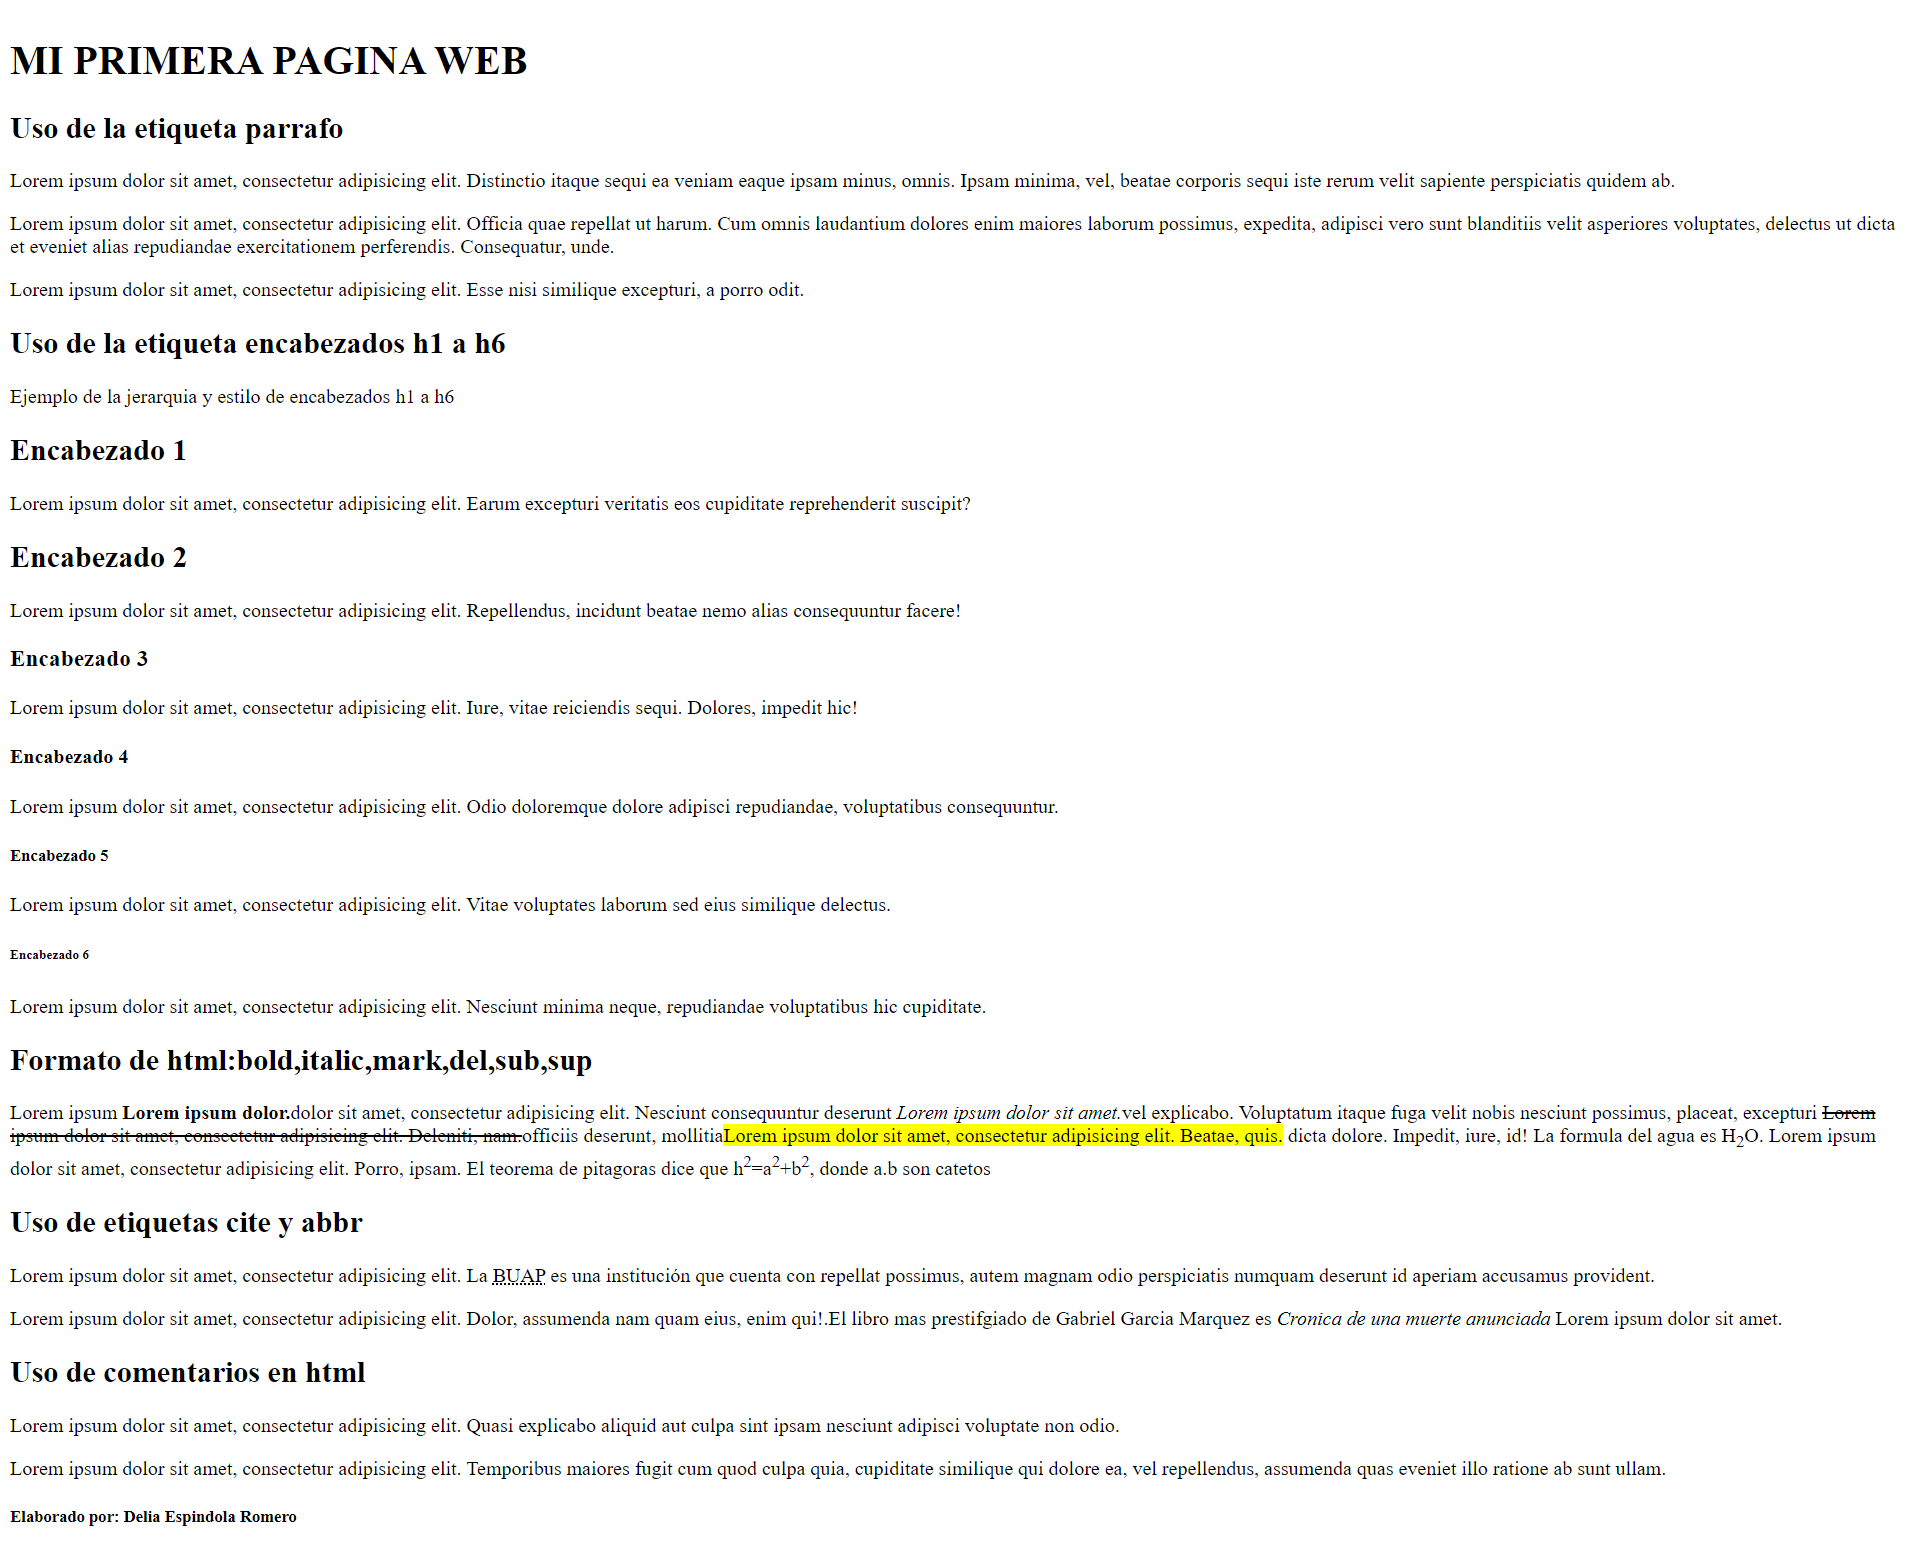 MI PRIMERA PAGINA WEB
Uso de la etiqueta parrafo
Lorem ipsum dolor sit amet, consectetur adipisicing elit. Distinctio itaque sequi ea veniam eaque ipsam minus, omnis. Ipsam minima, vel, beatae corporis sequi iste rerum velit sapiente perspiciatis quidem ab.
Lorem ipsum dolor sit amet, consectetur adipisicing elit. Officia quae repellat ut harum. Cum omnis laudantium dolores enim maiores laborum possimus, expedita, adipisci vero sunt blanditiis velit asperiores voluptates, delectus ut dicta
et eveniet alias repudiandae exercitationem perferendis. Consequatur, unde.
Lorem ipsum dolor sit amet, consectetur adipisicing elit. Esse nisi similique excepturi, a porro odit.
Uso de la etiqueta encabezados h1 a h6
Ejemplo de la jerarquia y estilo de encabezados h1 a h6
Encabezado 1
Lorem ipsum dolor sit amet, consectetur adipisicing elit. Earum excepturi veritatis eos cupiditate reprehenderit suscipit?
Encabezado 2
Lorem ipsum dolor sit amet, consectetur adipisicing elit. Repellendus, incidunt beatae nemo alias consequuntur facere!
Encabezado 3
Lorem ipsum dolor sit amet, consectetur adipisicing elit. Iure, vitae reiciendis sequi. Dolores, impedit hic!
Encabezado 4
Lorem ipsum dolor sit amet, consectetur adipisicing elit. Odio doloremque dolore adipisci repudiandae, voluptatibus consequuntur.
Encabezado 5
Lorem ipsum dolor sit amet, consectetur adipisicing elit. Vitae voluptates laborum sed eius similique delectus.
Encabezado 6
Lorem ipsum dolor sit amet, consectetur adipisicing elit. Nesciunt minima neque, repudiandae voluptatibus hic cupiditate.
Formato de html:bold,italic,mark,del,sub,sup
Lorem ipsum Lorem ipsum dolor.dolor sit amet, consectetur adipisicing elit. Nesciunt consequuntur deserunt Lorem ipsum dolor sit amet.vel explicabo. Voluptatum itaque fuga velit nobis nesciunt possimus, placeat, excepturi Lorem
ipsum dolor sit amet, consectetur adipisicing elit. Deleniti, nam.officiis deserunt, mollitiaLorem ipsum dolor sit amet, consectetur adipisicing elit. Beatae, quis. dicta dolore. Impedit, iure, id! La formula del agua es H2O. Lorem ipsum
dolor sit amet, consectetur adipisicing elit. Porro, ipsam. El teorema de pitagoras dice que h2=a2+b2, donde a.b son catetos
Uso de etiquetas cite y abbr
Lorem ipsum dolor sit amet, consectetur adipisicing elit. La BUAP es una institución que cuenta con repellat possimus, autem magnam odio perspiciatis numquam deserunt id aperiam accusamus provident.
Lorem ipsum dolor sit amet, consectetur adipisicing elit. Dolor, assumenda nam quam eius, enim qui!.El libro mas prestifgiado de Gabriel Garcia Marquez es Cronica de una muerte anunciada Lorem ipsum dolor sit amet.
Uso de comentarios en html
Lorem ipsum dolor sit amet, consectetur adipisicing elit. Quasi explicabo aliquid aut culpa sint ipsam nesciunt adipisci voluptate non odio.
Lorem ipsum dolor sit amet, consectetur adipisicing elit. Temporibus maiores fugit cum quod culpa quia, cupiditate similique qui dolore ea, vel repellendus, assumenda quas eveniet illo ratione ab sunt ullam.
Elaborado por: Delia Espindola Romero